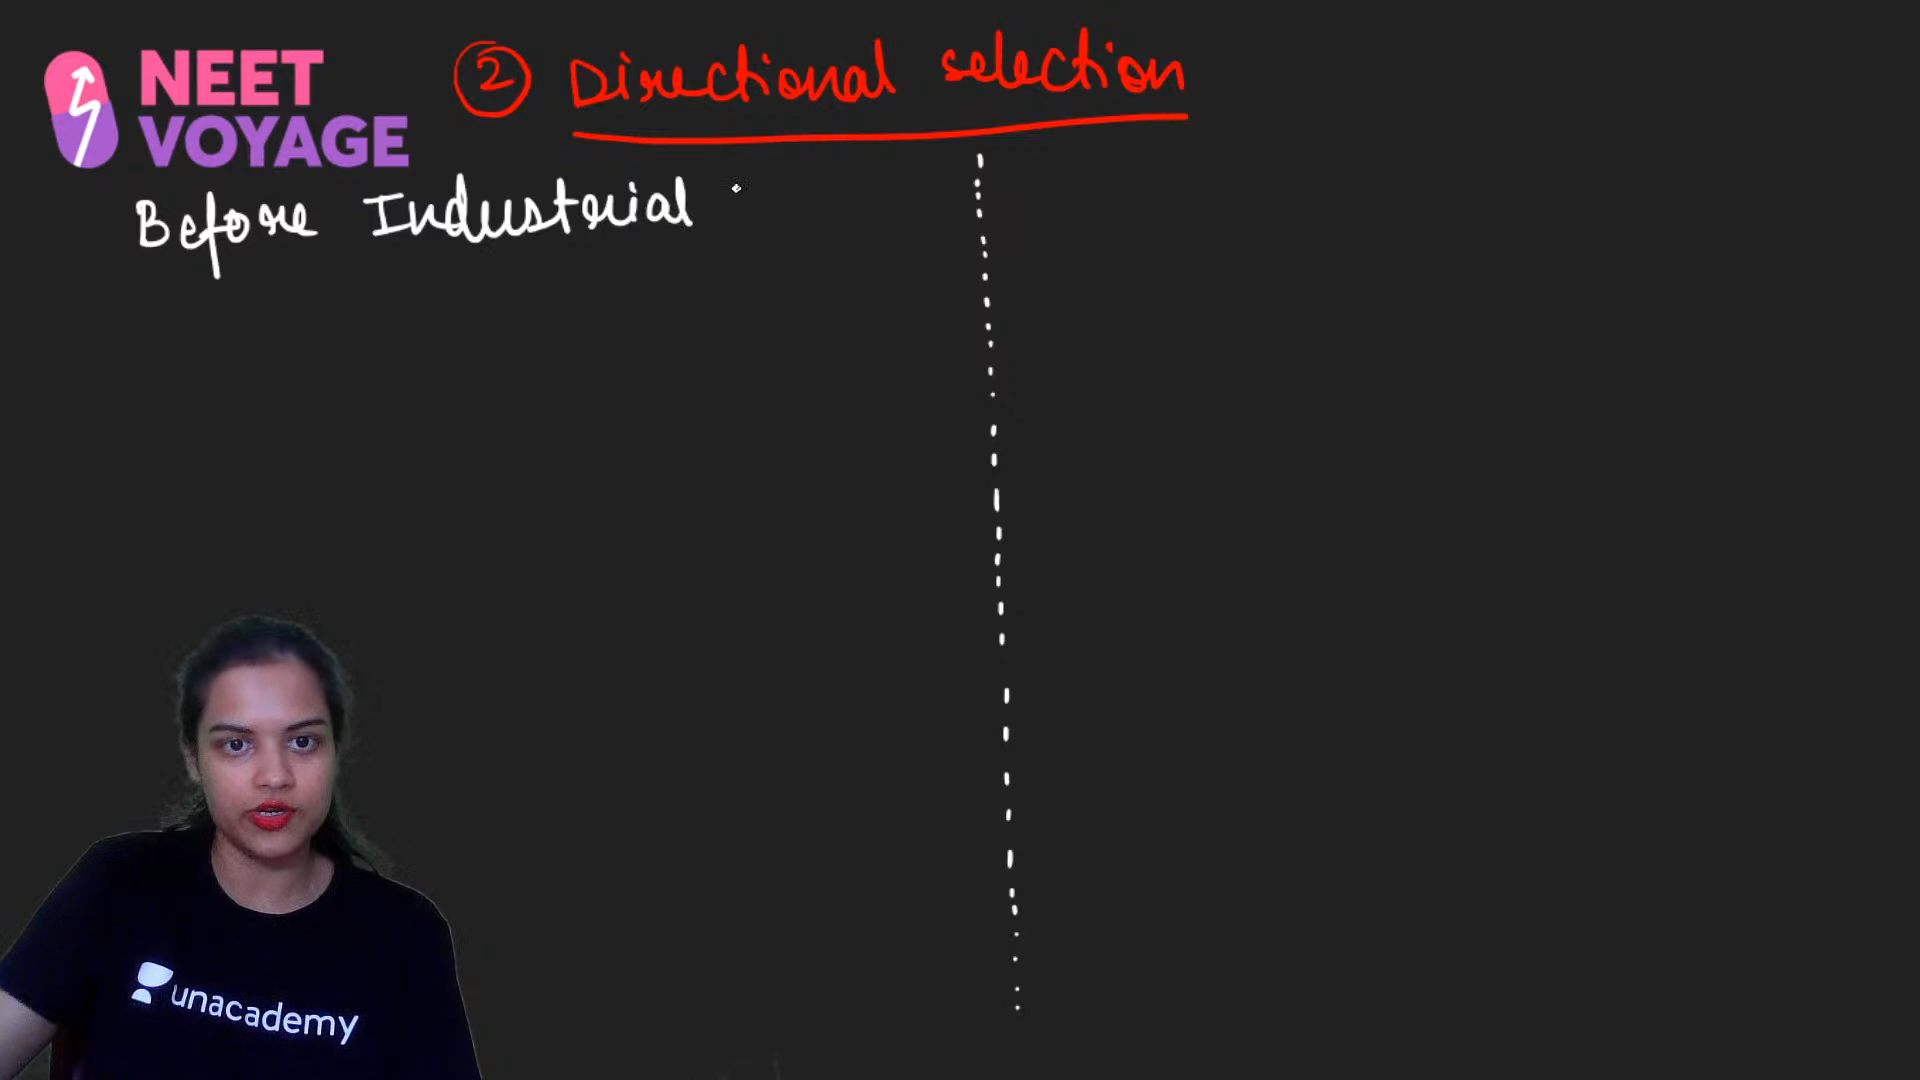 NEET
VOYAGE
② Directional selection
Before Industrial
unacademy